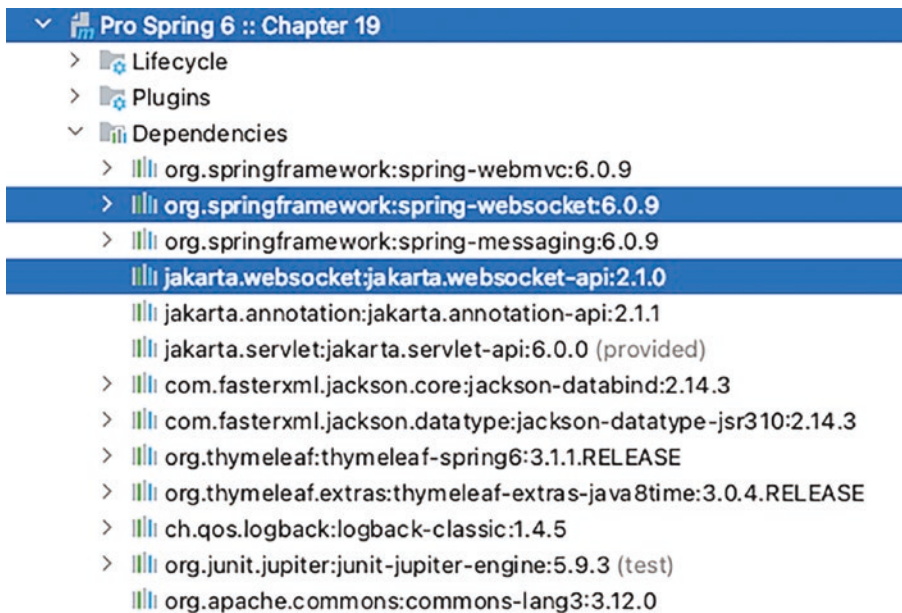 Pro Spring 6 :: Chapter 19
Lifecycle
Plugins
Dependencies
org.springframework:spring-webmvc:6.0.9
org.springframework:spring-websocket:6.0.9
org.springframework:spring-messaging:6.0.9
jakarta.websocket:jakarta.websocket-api:2.1.0
jakarta.annotation:jakarta.annotation-api:2.1.1
jakarta.servlet:jakarta.servlet-api:6.0.0 (provided)
com.fasterxml.jackson.core:jackson-databind:2.14.3
com.fasterxml.jackson.datatype:jackson-datatype-jsr310:2.14.3
org.thymeleaf:thymeleaf-spring6:3.1.1.RELEASE
org.thymeleaf.extras:thymeleaf-extras-java8time:3.0.4.RELEASE
ch.qos.logback:logback-classic:1.4.5
org.junit.jupiter:junit-jupiter-engine:5.9.3 (test)
org.apache.commons:commons-lang3:3.12.0